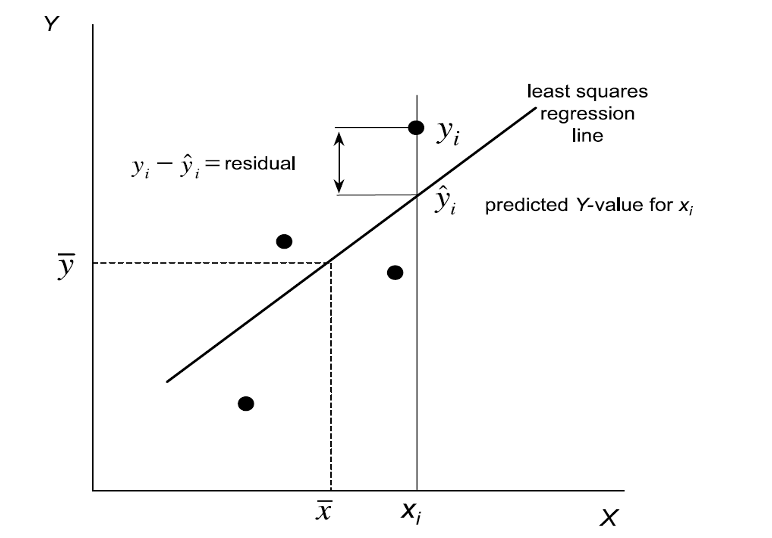 Y
least squares
regression
line
yᵢ
yᵢ − ŷᵢ = residual
ŷᵢ
predicted Y-value for xᵢ
y̅
x̅
xᵢ
X